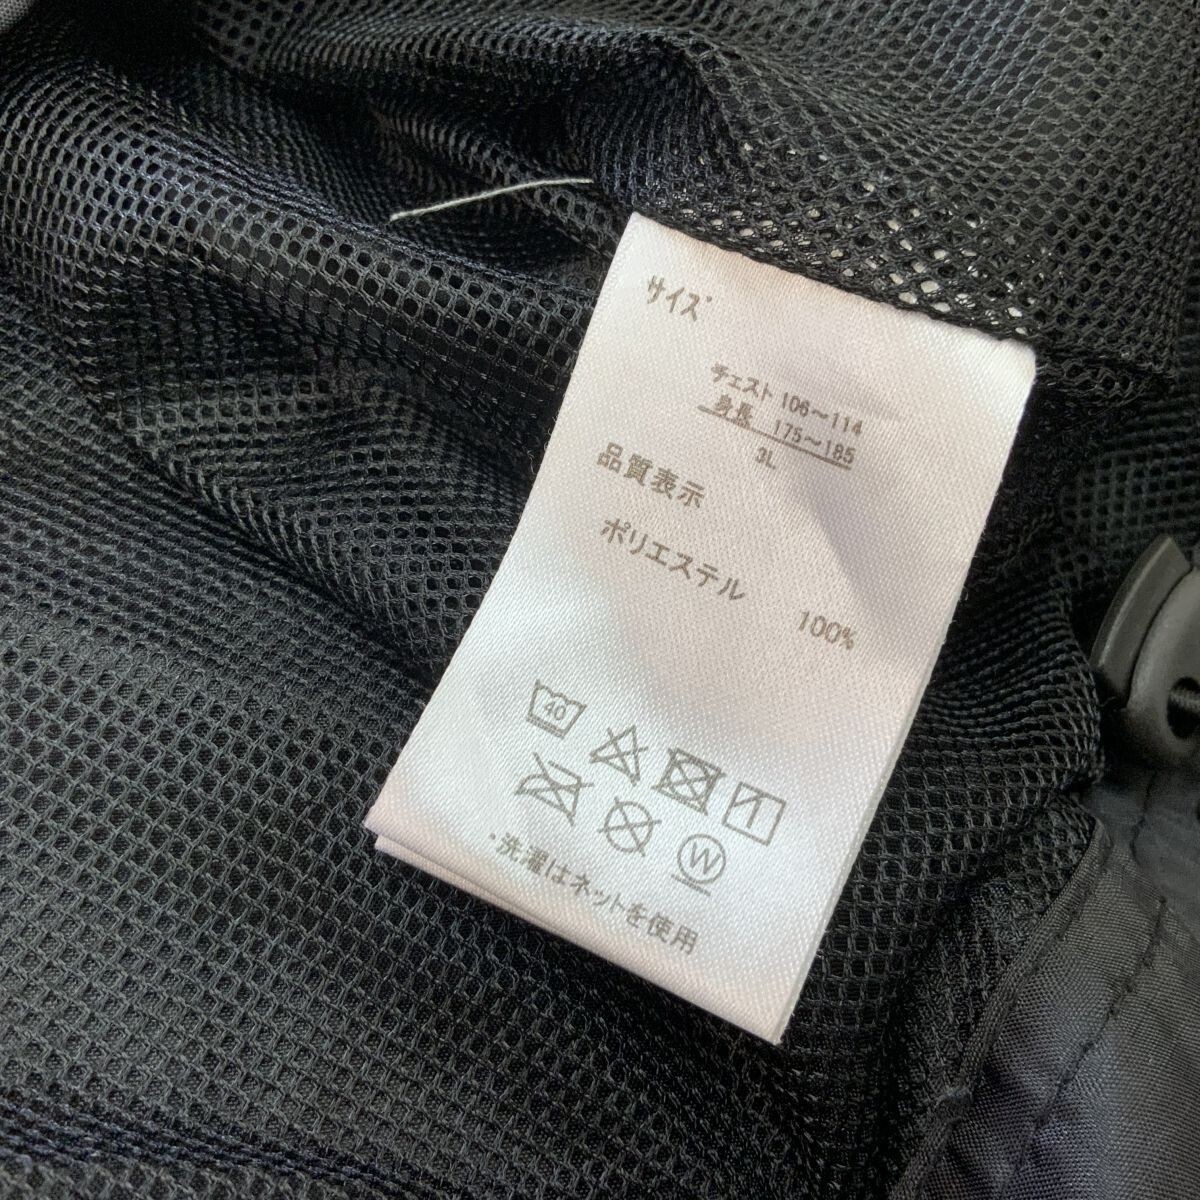 サイズ
チェスト 106～114
身長 175～185
3L
品質表示
ポリエステル 100%
40
W
・洗濯はネットを使用